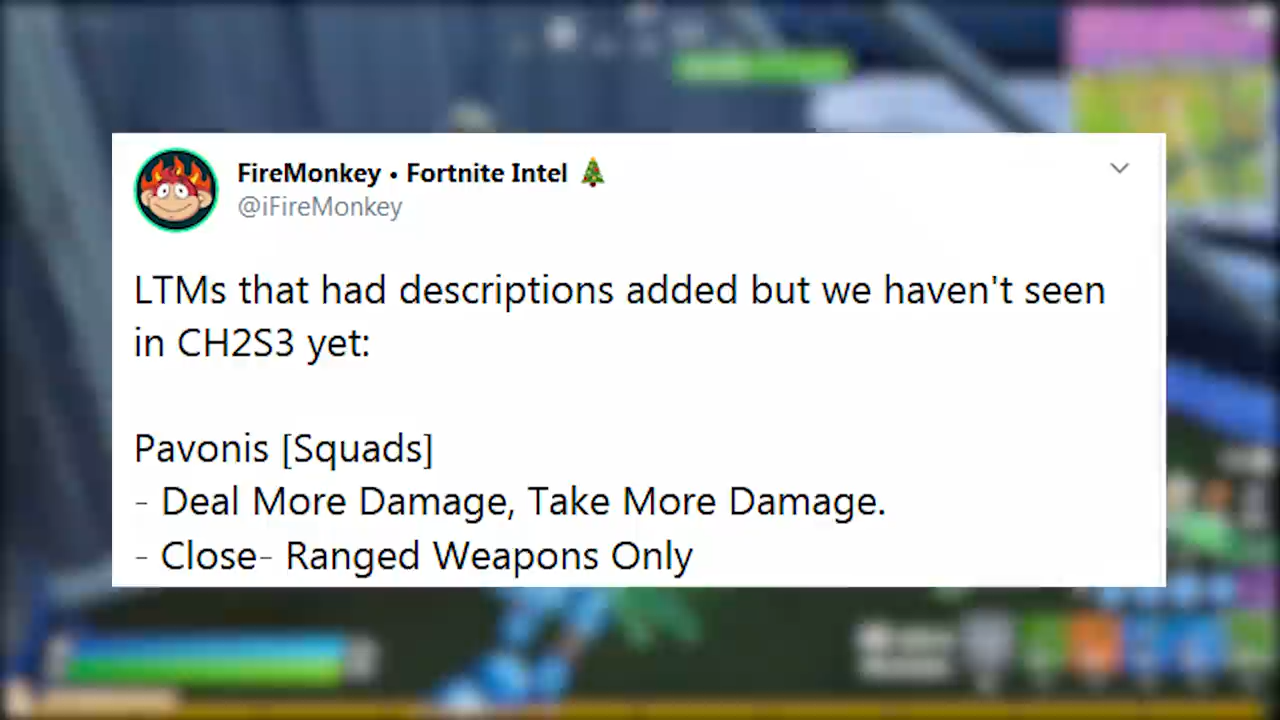 FireMonkey • Fortnite Intel 🎄
@iFireMonkey
LTMs that had descriptions added but we haven't seen
in CH2S3 yet:
Pavonis [Squads]
- Deal More Damage, Take More Damage.
- Close- Ranged Weapons Only